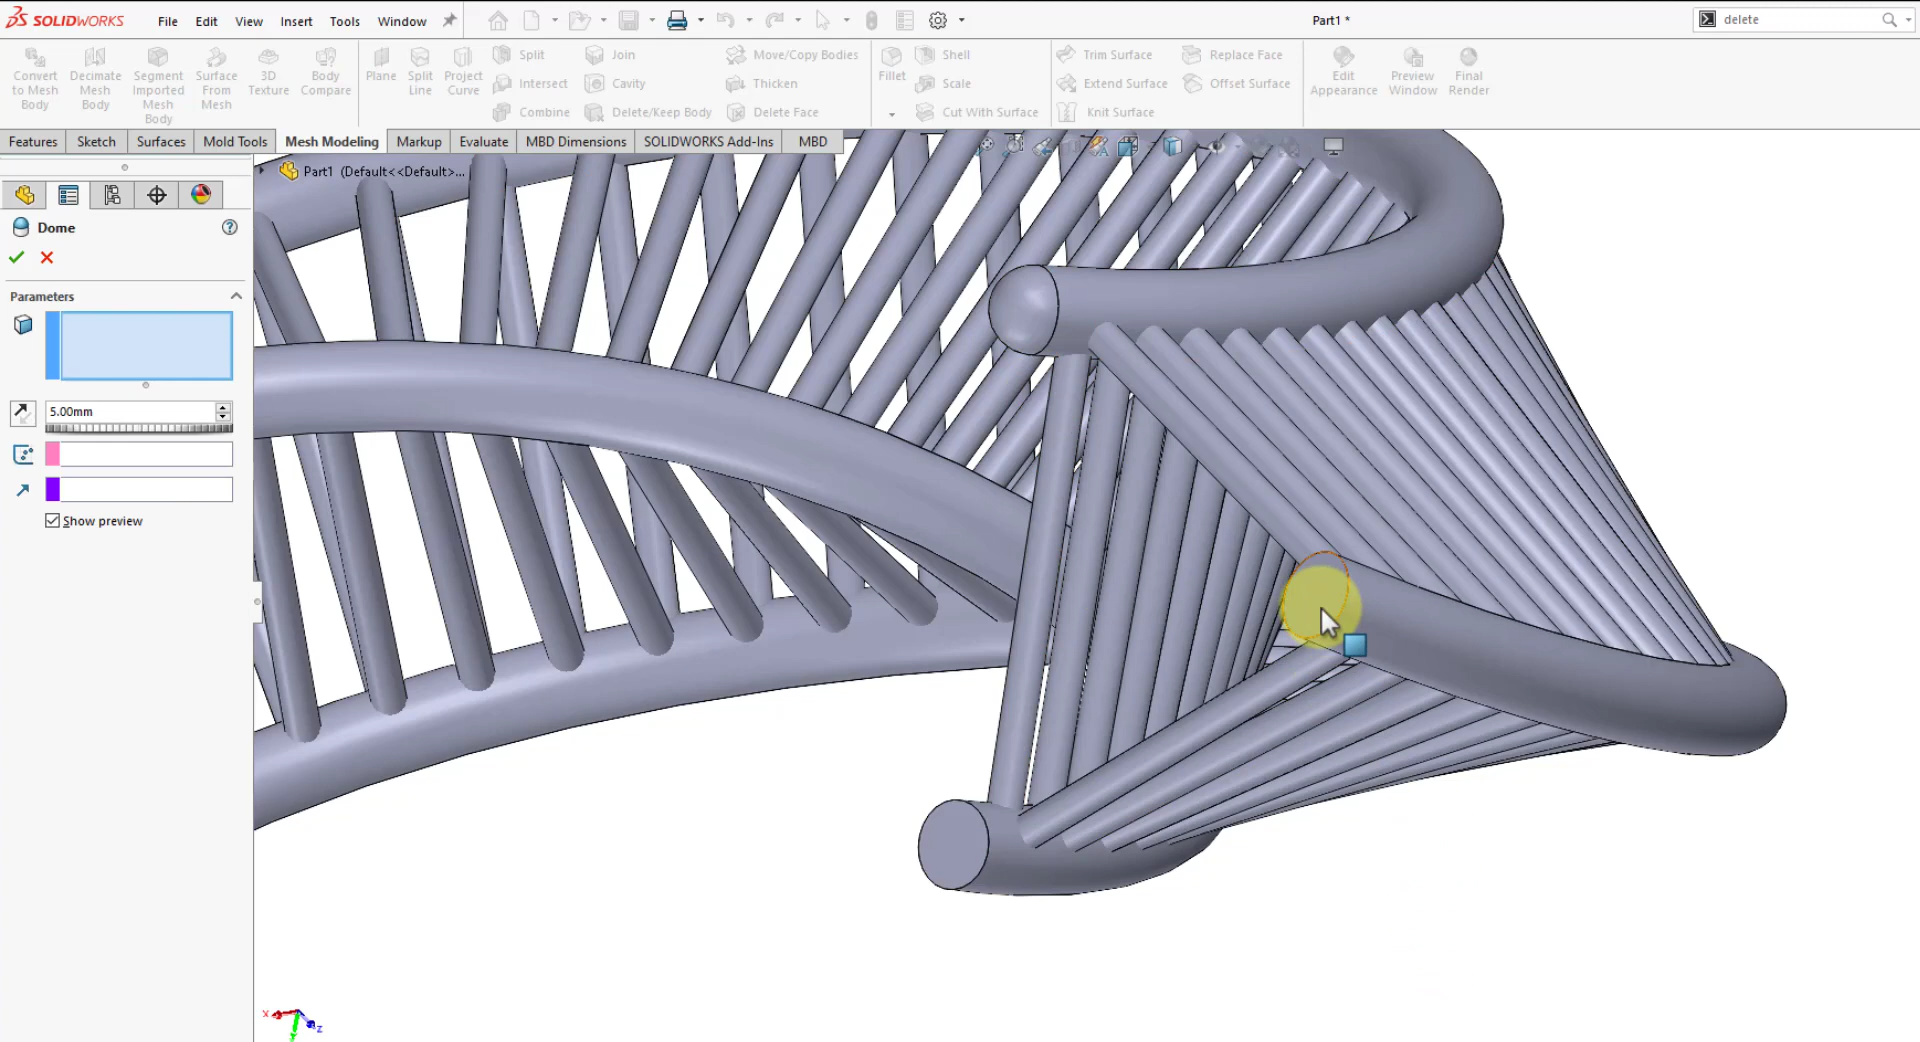 SOLIDWORKS File Edit View Insert Tools Window Part1 * delete
Convert to Mesh Body
Decimate Mesh Body
Segment Imported Mesh Body
Surface From Mesh
3D Texture
Body Compare
Plane
Split Line
Project Curve
Split Join Move/Copy Bodies
Intersect Cavity Thicken
Combine Delete/Keep Body Delete Face
Fillet
Shell
Scale
Cut With Surface
Trim Surface Replace Face
Extend Surface Offset Surface
Knit Surface
Edit Appearance
Preview Window
Final Render
Features Sketch Surfaces Mold Tools Mesh Modeling Markup Evaluate MBD Dimensions SOLIDWORKS Add-Ins MBD
Part1 (Default<<Default>...
Dome
Parameters
5.00mm
Show preview
x
z